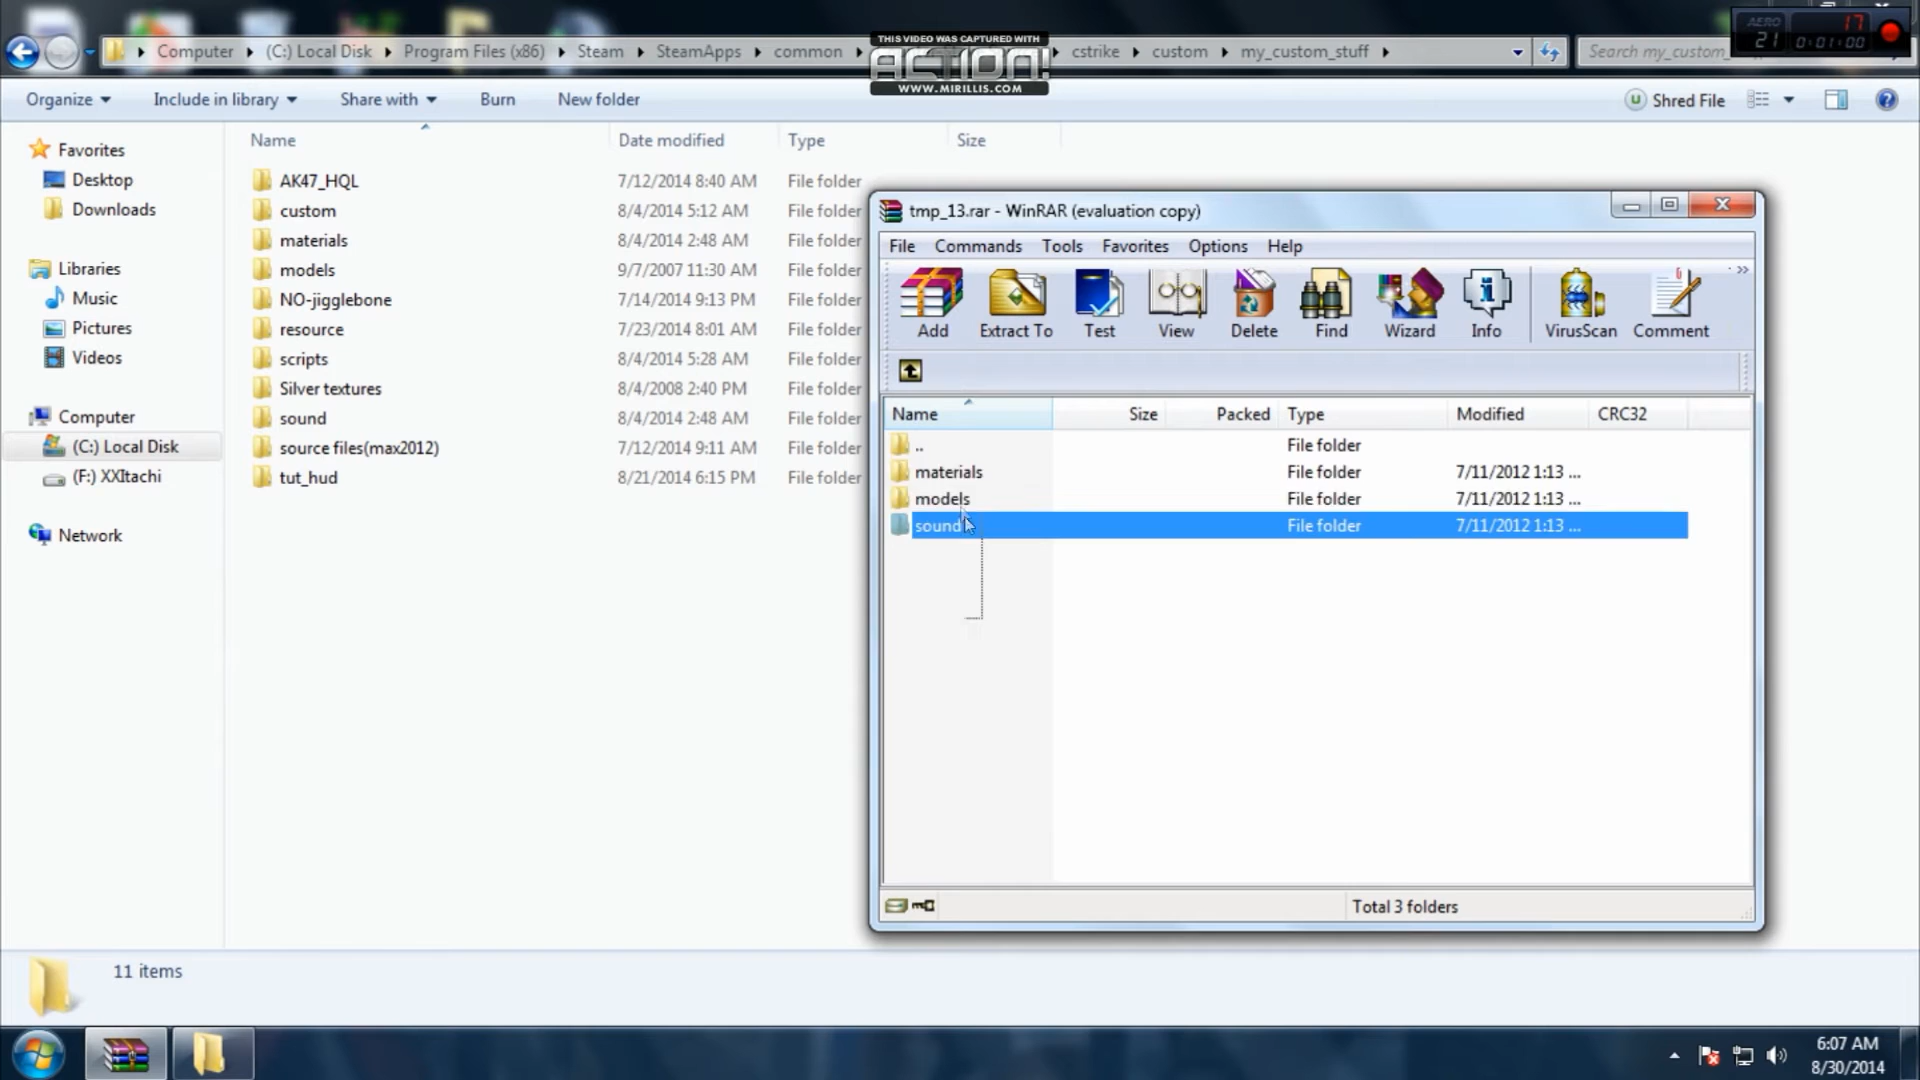 THIS VIDEO WAS CAPTURED WITH
ACTION!
WWW.MIRILLIS.COM
AERO
21
17
0:01:00
Computer
(C:) Local Disk
Program Files (x86)
Steam
SteamApps
common
cstrike
custom
my_custom_stuff
Search my_custom_
Organize
Include in library
Share with
Burn
New folder
Shred File
Name
Date modified
Type
Size
Favorites
Desktop
Downloads
Libraries
Music
Pictures
Videos
Computer
(C:) Local Disk
(F:) XXItachi
Network
AK47_HQL 7/12/2014 8:40 AM File folder
custom 8/4/2014 5:12 AM File folder
materials 8/4/2014 2:48 AM File folder
models 9/7/2007 11:30 AM File folder
NO-jigglebone 7/14/2014 9:13 PM File folder
resource 7/23/2014 8:01 AM File folder
scripts 8/4/2014 5:28 AM File folder
Silver textures 8/4/2008 2:40 PM File folder
sound 8/4/2014 2:48 AM File folder
source files(max2012) 7/12/2014 9:11 AM File folder
tut_hud 8/21/2014 6:15 PM File folder
tmp_13.rar - WinRAR (evaluation copy)
File Commands Tools Favorites Options Help
Add Extract To Test View Delete Find Wizard Info VirusScan Comment
Name Size Packed Type Modified CRC32
.. File folder
materials File folder 7/11/2012 1:13 ...
models File folder 7/11/2012 1:13 ...
sound File folder 7/11/2012 1:13 ...
Total 3 folders
11 items
6:07 AM
8/30/2014